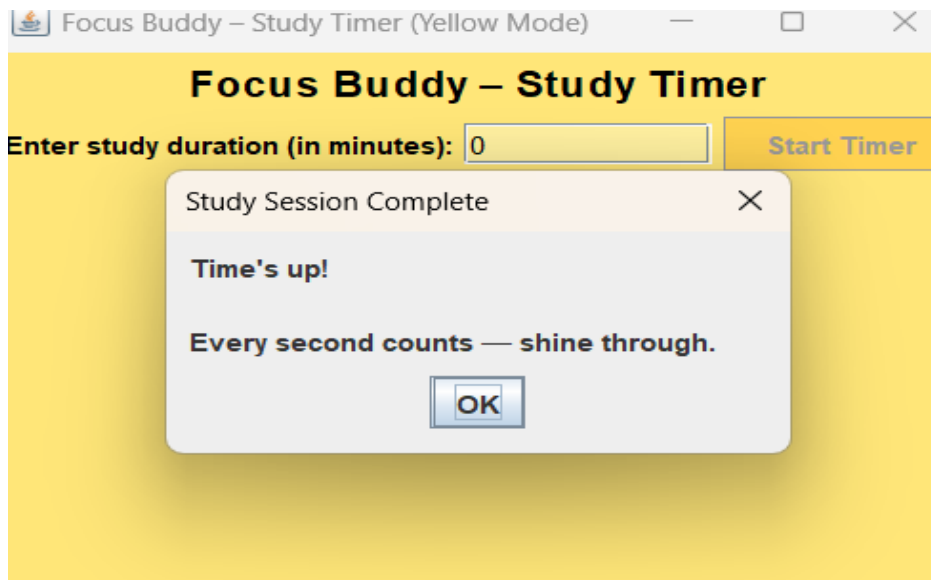 Focus Buddy – Study Timer (Yellow Mode)
Focus Buddy – Study Timer
Enter study duration (in minutes): 0 Start Timer
Study Session Complete
Time's up!
Every second counts — shine through.
OK